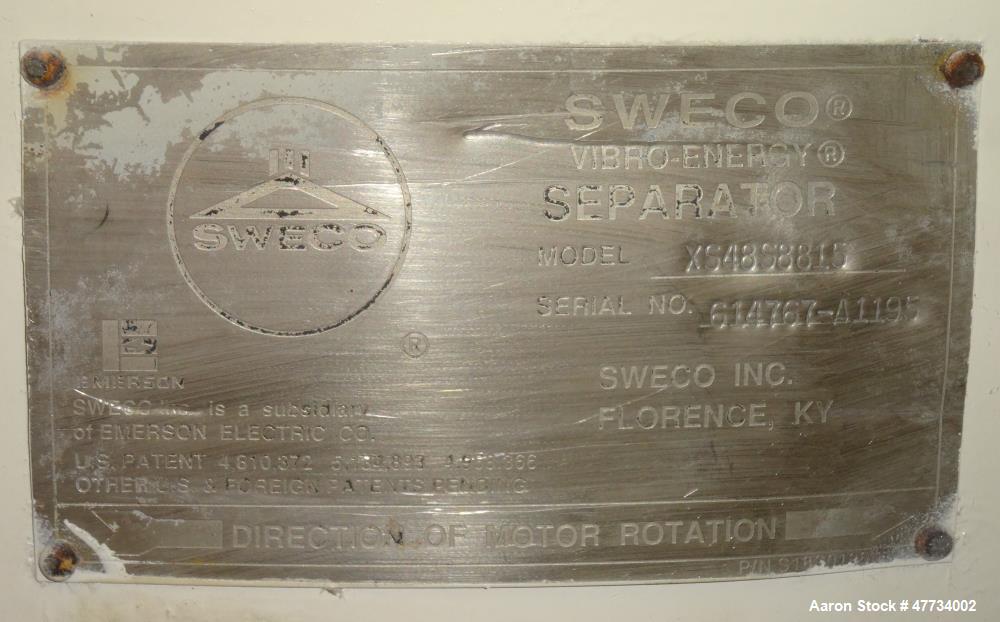 SWECO®
VIBRO-ENERGY®
SEPARATOR
MODEL XS48S8815
SERIAL NO. 614767-A1195
SWECO INC.
FLORENCE, KY
SWECO
®
EMERSON
SWECO Inc. is a subsidiary
of EMERSON ELECTRIC CO.
U.S. PATENT 4,610,372
OTHER U.S. & FOREIGN PATENTS PENDING
DIRECTION OF MOTOR ROTATION
P/N
Aaron Stock # 47734002